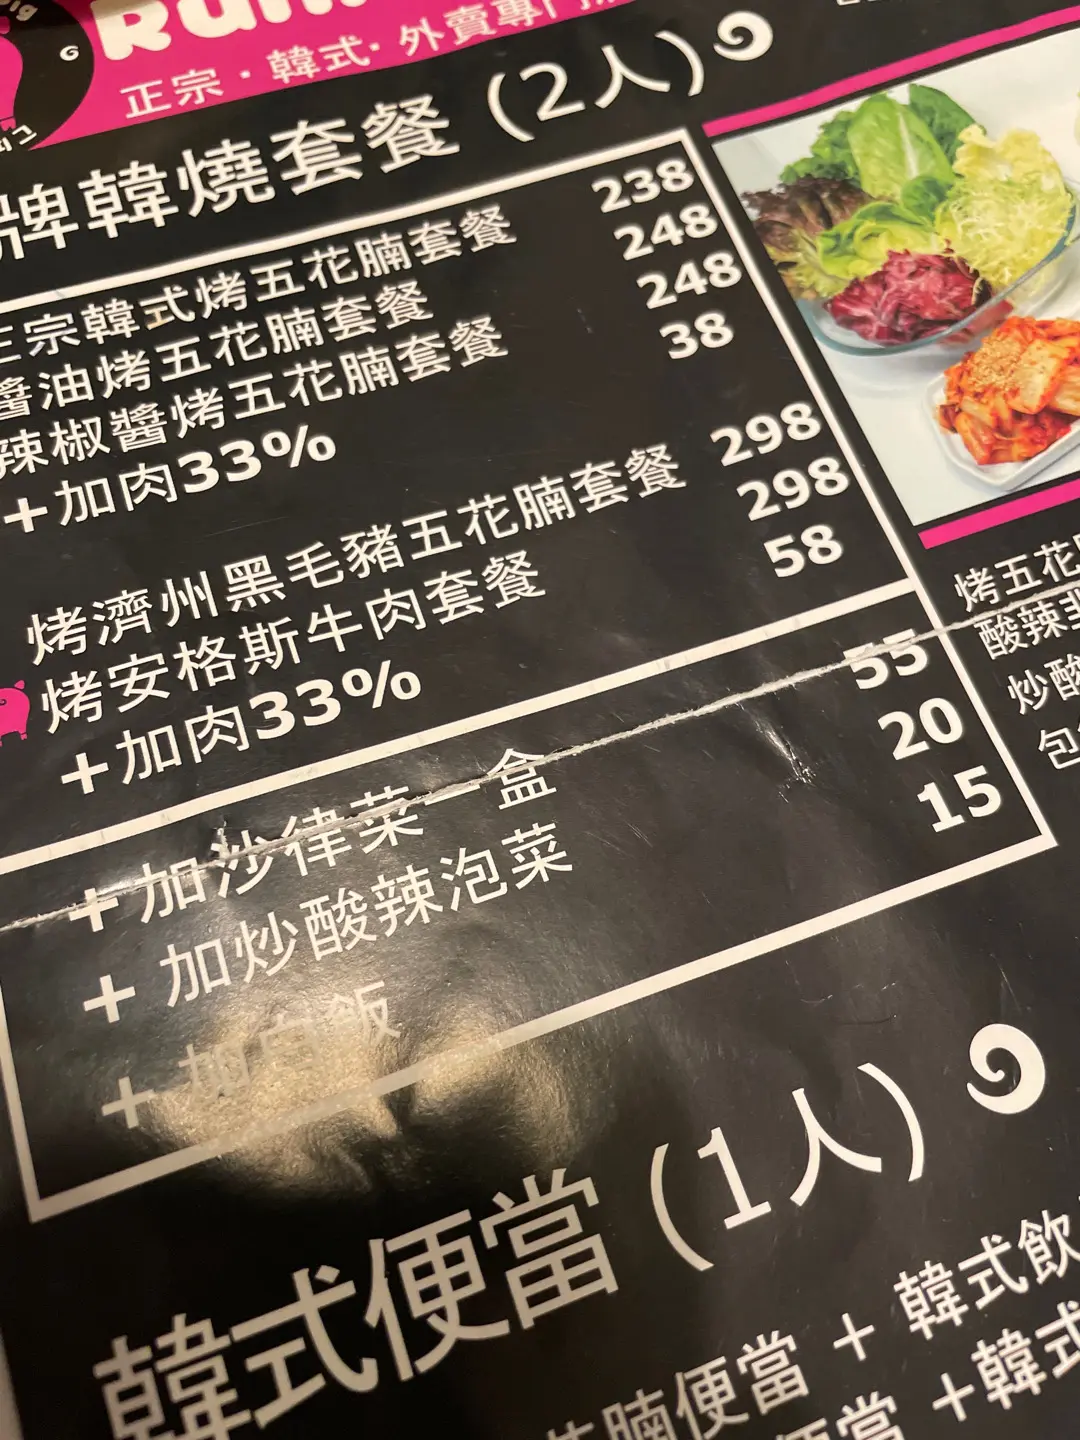 正宗・韓式・外賣專門
牌韓燒套餐 (2人)
正宗韓式烤五花腩套餐 238
醬油烤五花腩套餐 248
辣椒醬烤五花腩套餐 248
+加肉33% 38
烤濟州黑毛豬五花腩套餐 298
烤安格斯牛肉套餐 298
+加肉33% 58
+ 加沙律菜一盒 55
+ 加炒酸辣泡菜 20
+ 加白飯 15
烤五花
酸辣
炒酸
包
韓式便當 (1人)
腩便當 + 韓式飲
便當 +韓式